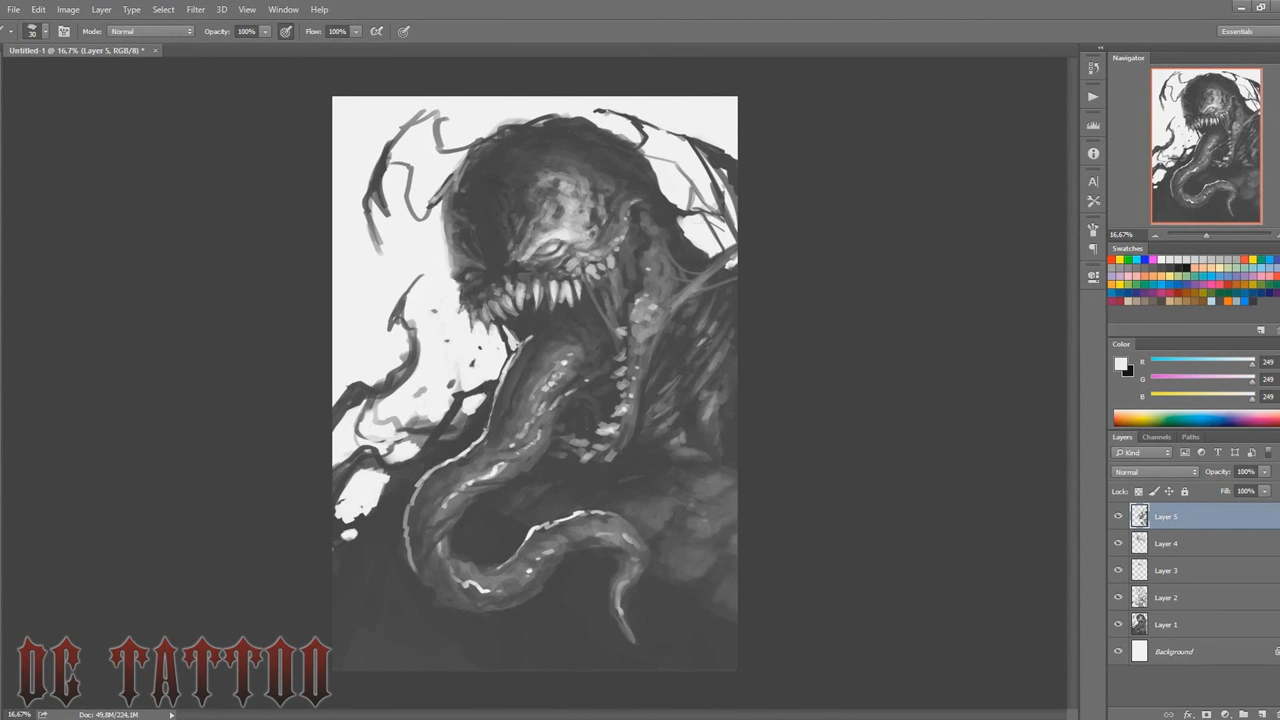 File Edit Image Layer Type Select Filter 3D View Window Help
30 Mode: Normal Opacity: 100% Flow: 100% Essentials
Untitled-1 @ 16,7% (Layer 5, RGB/8) * ×
Navigator
16,67%
Swatches
Color
R 249
G 249
B 249
Layers Channels Paths
Kind
Normal Opacity: 100%
Lock: Fill: 100%
Layer 5
Layer 4
Layer 3
Layer 2
Layer 1
Background
DC TATTOO
16,67% Doc: 49,8M/224,1M